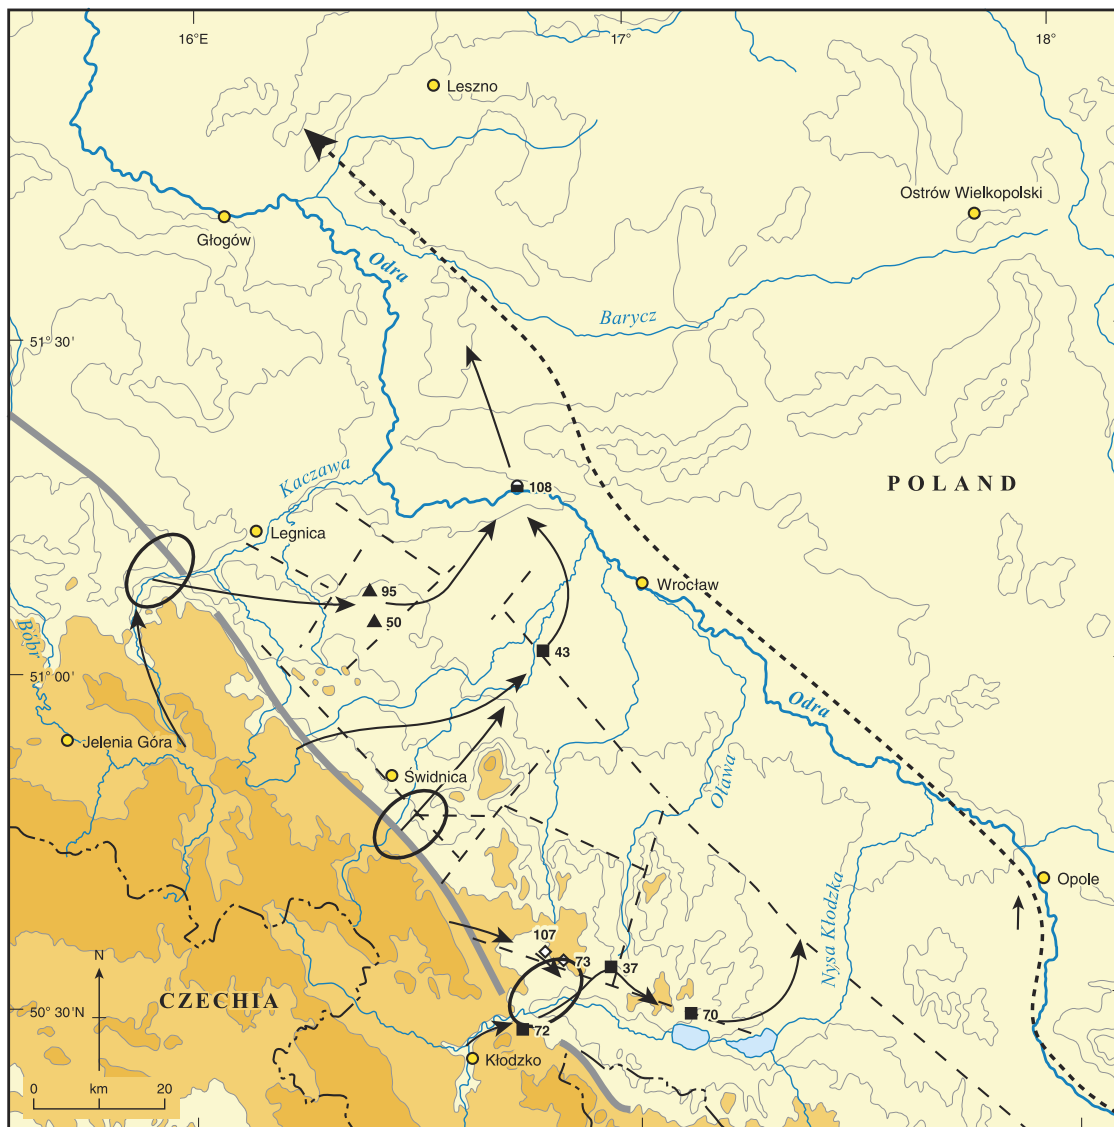 16°E
17°
18°
Leszno
Ostrów Wielkopolski
Głogów
Odra
Barycz
51° 30'
POLAND
Kaczawa
108
Legnica
Wrocław
95
50
Bóbr
43
51° 00'
Odra
Jelenia Góra
Świdnica
Oława
Opole
Nysa Kłodzka
107
73
37
N
CZECHIA
50° 30'N
70
72
Kłodzko
0 km 20